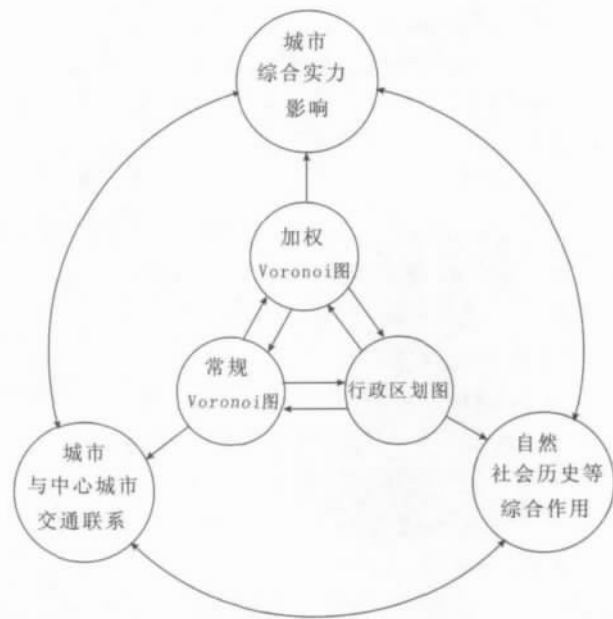 城市
综合实力
影响
加权
Voronoi图
常规
Voronoi图
行政区划图
城市
与中心城市
交通联系
自然
社会历史等
综合作用